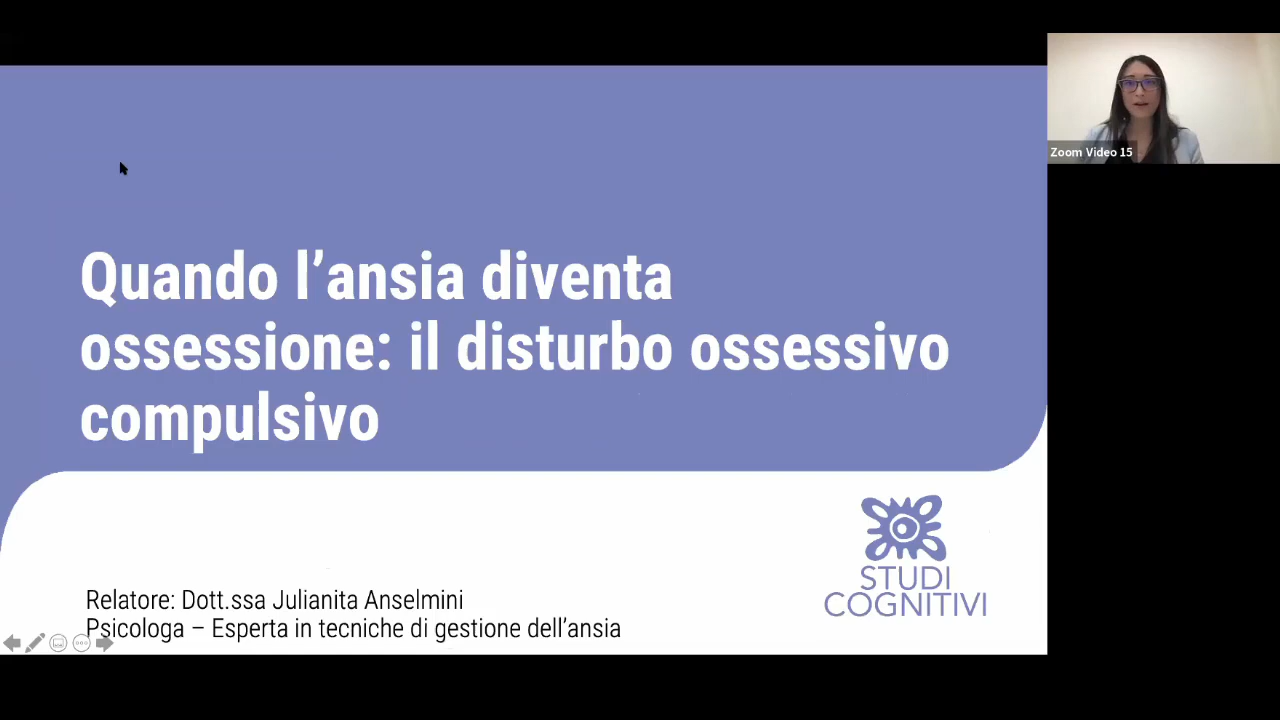 Quando l’ansia diventa
ossessione: il disturbo ossessivo
compulsivo
Relatore: Dott.ssa Julianita Anselmini
Psicologa – Esperta in tecniche di gestione dell’ansia
STUDI
COGNITIVI
Zoom Video 15